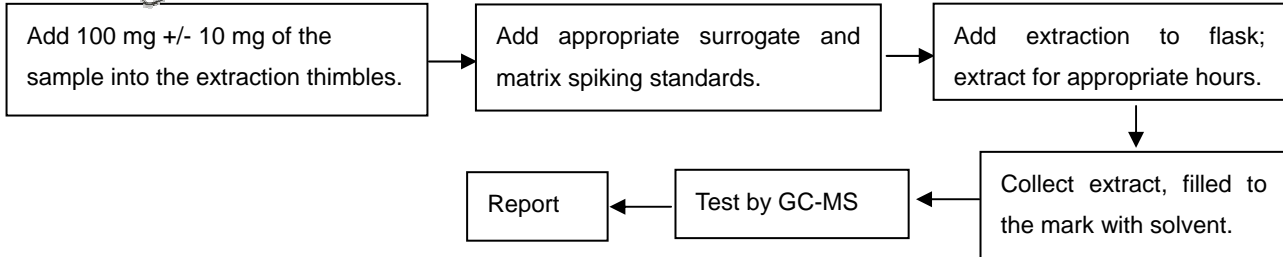 Add 100 mg +/- 10 mg of the
sample into the extraction thimbles.
Add appropriate surrogate and
matrix spiking standards.
Add extraction to flask;
extract for appropriate hours.
Collect extract, filled to
the mark with solvent.
Test by GC-MS
Report